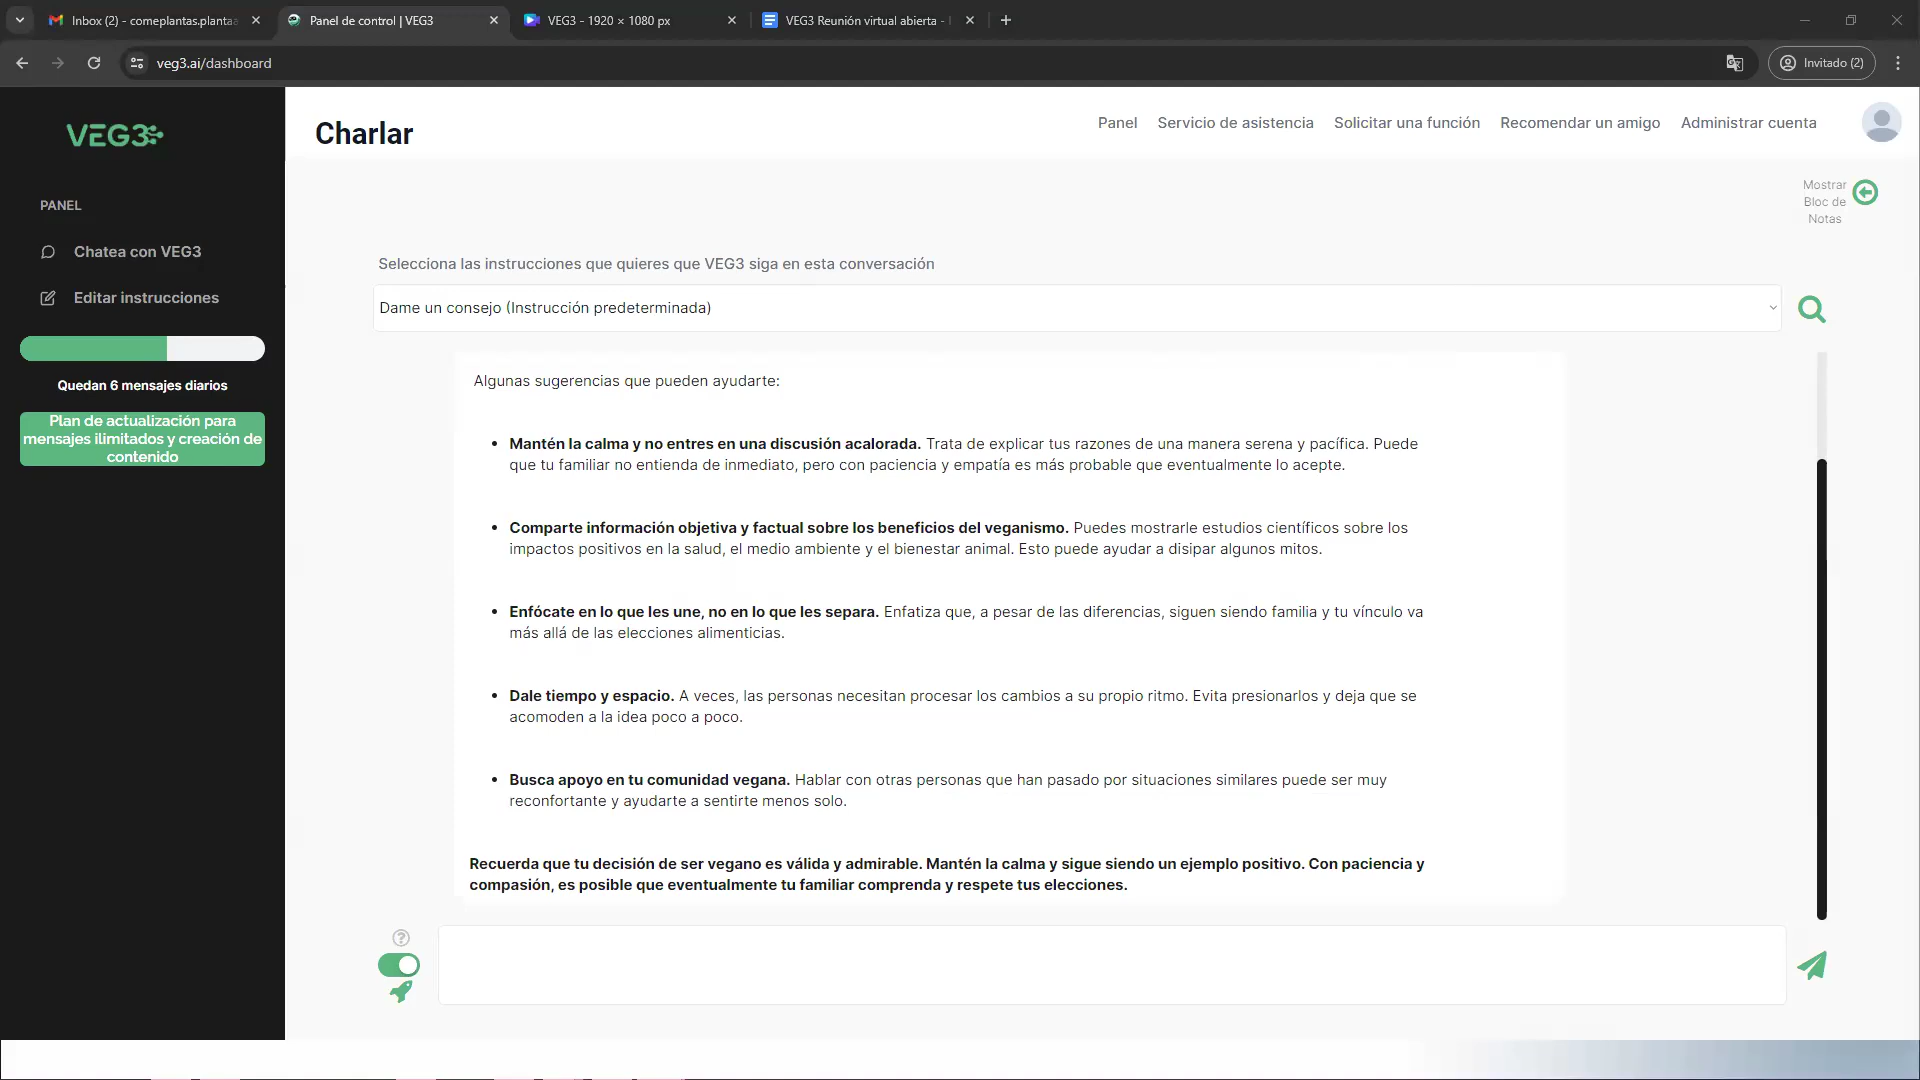 Inbox (2) - comeplantas.planta
Panel de control | VEG3
VEG3 - 1920 × 1080 px
VEG3 Reunión virtual abierta -
veg3.ai/dashboard
Invitado (2)
VEG3
Charlar
Panel
Servicio de asistencia
Solicitar una función
Recomendar un amigo
Administrar cuenta
PANEL
Chatea con VEG3
Editar instrucciones
Quedan 6 mensajes diarios
Plan de actualización para
mensajes ilimitados y creación de
contenido
Mostrar
Bloc de
Notas
Selecciona las instrucciones que quieres que VEG3 siga en esta conversación
Dame un consejo (Instrucción predeterminada)
Algunas sugerencias que pueden ayudarte:
• Mantén la calma y no entres en una discusión acalorada. Trata de explicar tus razones de una manera serena y pacífica. Puede
que tu familiar no entienda de inmediato, pero con paciencia y empatía es más probable que eventualmente lo acepte.
• Comparte información objetiva y factual sobre los beneficios del veganismo. Puedes mostrarle estudios científicos sobre los
impactos positivos en la salud, el medio ambiente y el bienestar animal. Esto puede ayudar a disipar algunos mitos.
• Enfócate en lo que les une, no en lo que les separa. Enfatiza que, a pesar de las diferencias, siguen siendo familia y tu vínculo va
más allá de las elecciones alimenticias.
• Dale tiempo y espacio. A veces, las personas necesitan procesar los cambios a su propio ritmo. Evita presionarlos y deja que se
acomoden a la idea poco a poco.
• Busca apoyo en tu comunidad vegana. Hablar con otras personas que han pasado por situaciones similares puede ser muy
reconfortante y ayudarte a sentirte menos solo.
Recuerda que tu decisión de ser vegano es válida y admirable. Mantén la calma y sigue siendo un ejemplo positivo. Con paciencia y
compasión, es posible que eventualmente tu familiar comprenda y respete tus elecciones.